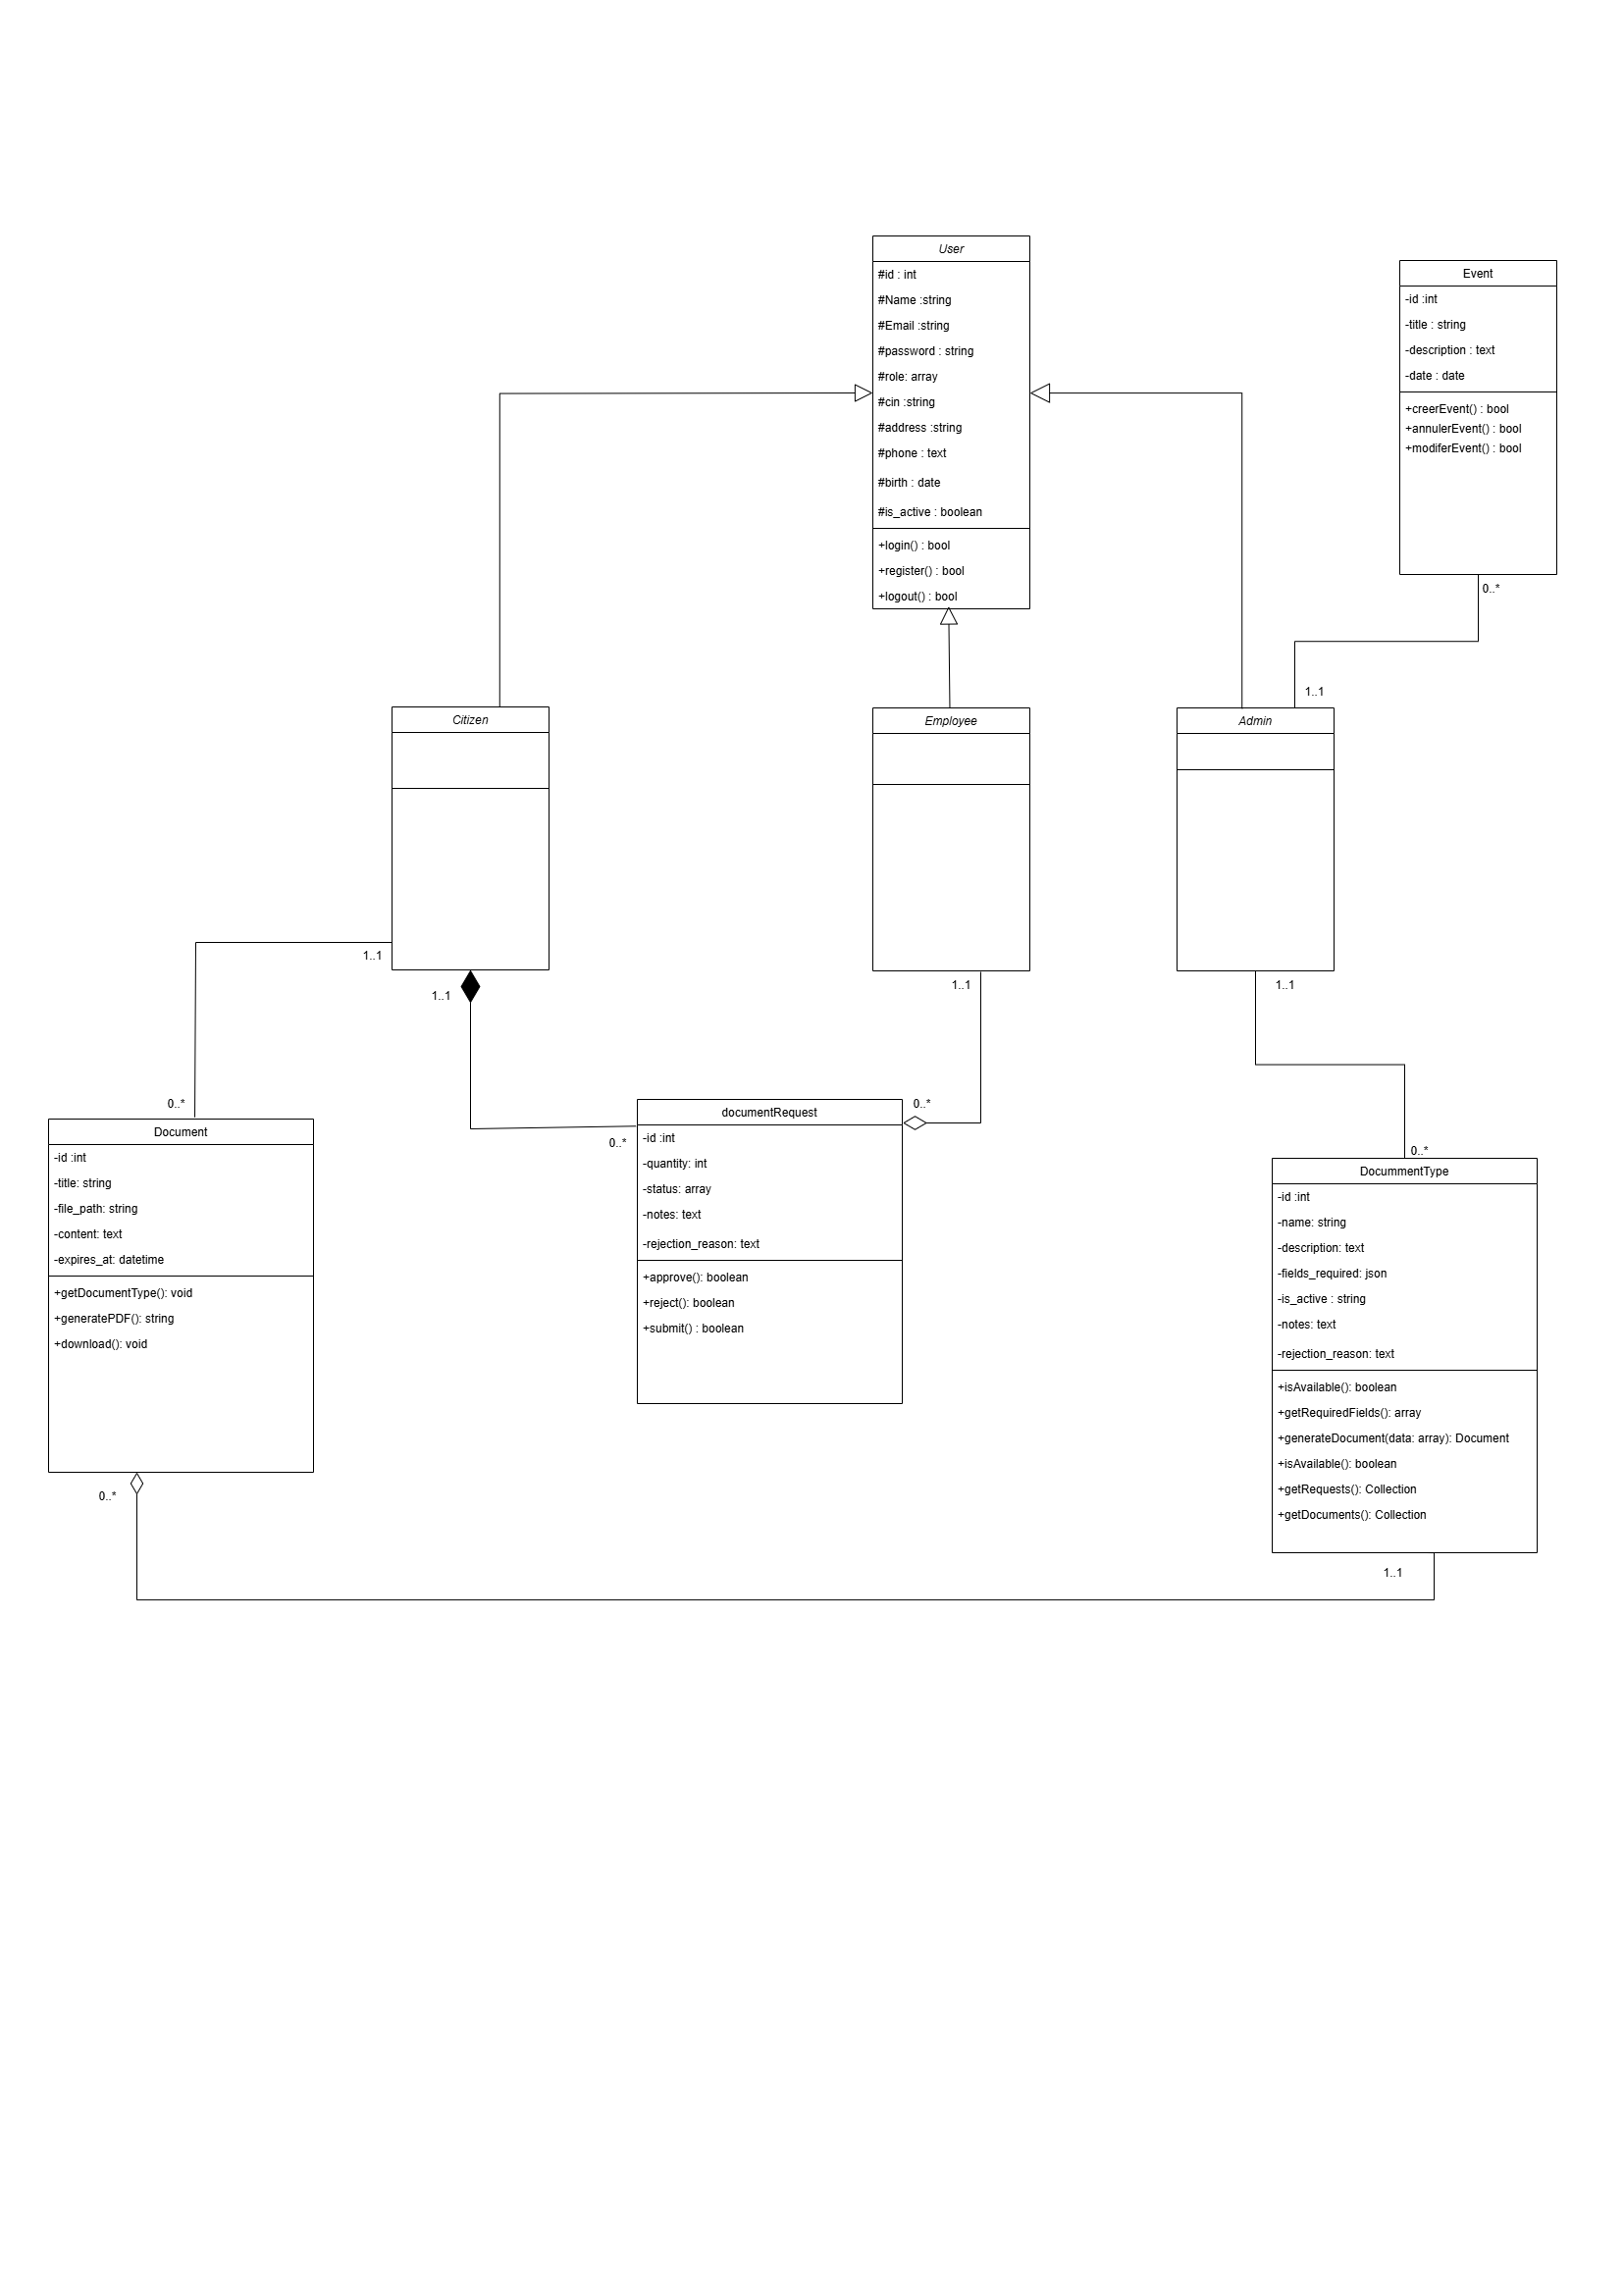 User
#id : int
#Name :string
#Email :string
#password : string
#role: array
#cin :string
#address :string
#phone : text
#birth : date
#is_active : boolean
+login() : bool
+register() : bool
+logout() : bool
Event
-id :int
-title : string
-description : text
-date : date
+creerEvent() : bool
+annulerEvent() : bool
+modiferEvent() : bool
0..*
1..1
Citizen
Employee
Admin
1..1
1..1
1..1
1..1
0..*
0..*
0..*
0..*
Document
-id :int
-title: string
-file_path: string
-content: text
-expires_at: datetime
+getDocumentType(): void
+generatePDF(): string
+download(): void
documentRequest
-id :int
-quantity: int
-status: array
-notes: text
-rejection_reason: text
+approve(): boolean
+reject(): boolean
+submit() : boolean
DocummentType
-id :int
-name: string
-description: text
-fields_required: json
-is_active : string
-notes: text
-rejection_reason: text
+isAvailable(): boolean
+getRequiredFields(): array
+generateDocument(data: array): Document
+isAvailable(): boolean
+getRequests(): Collection
+getDocuments(): Collection
0..*
1..1